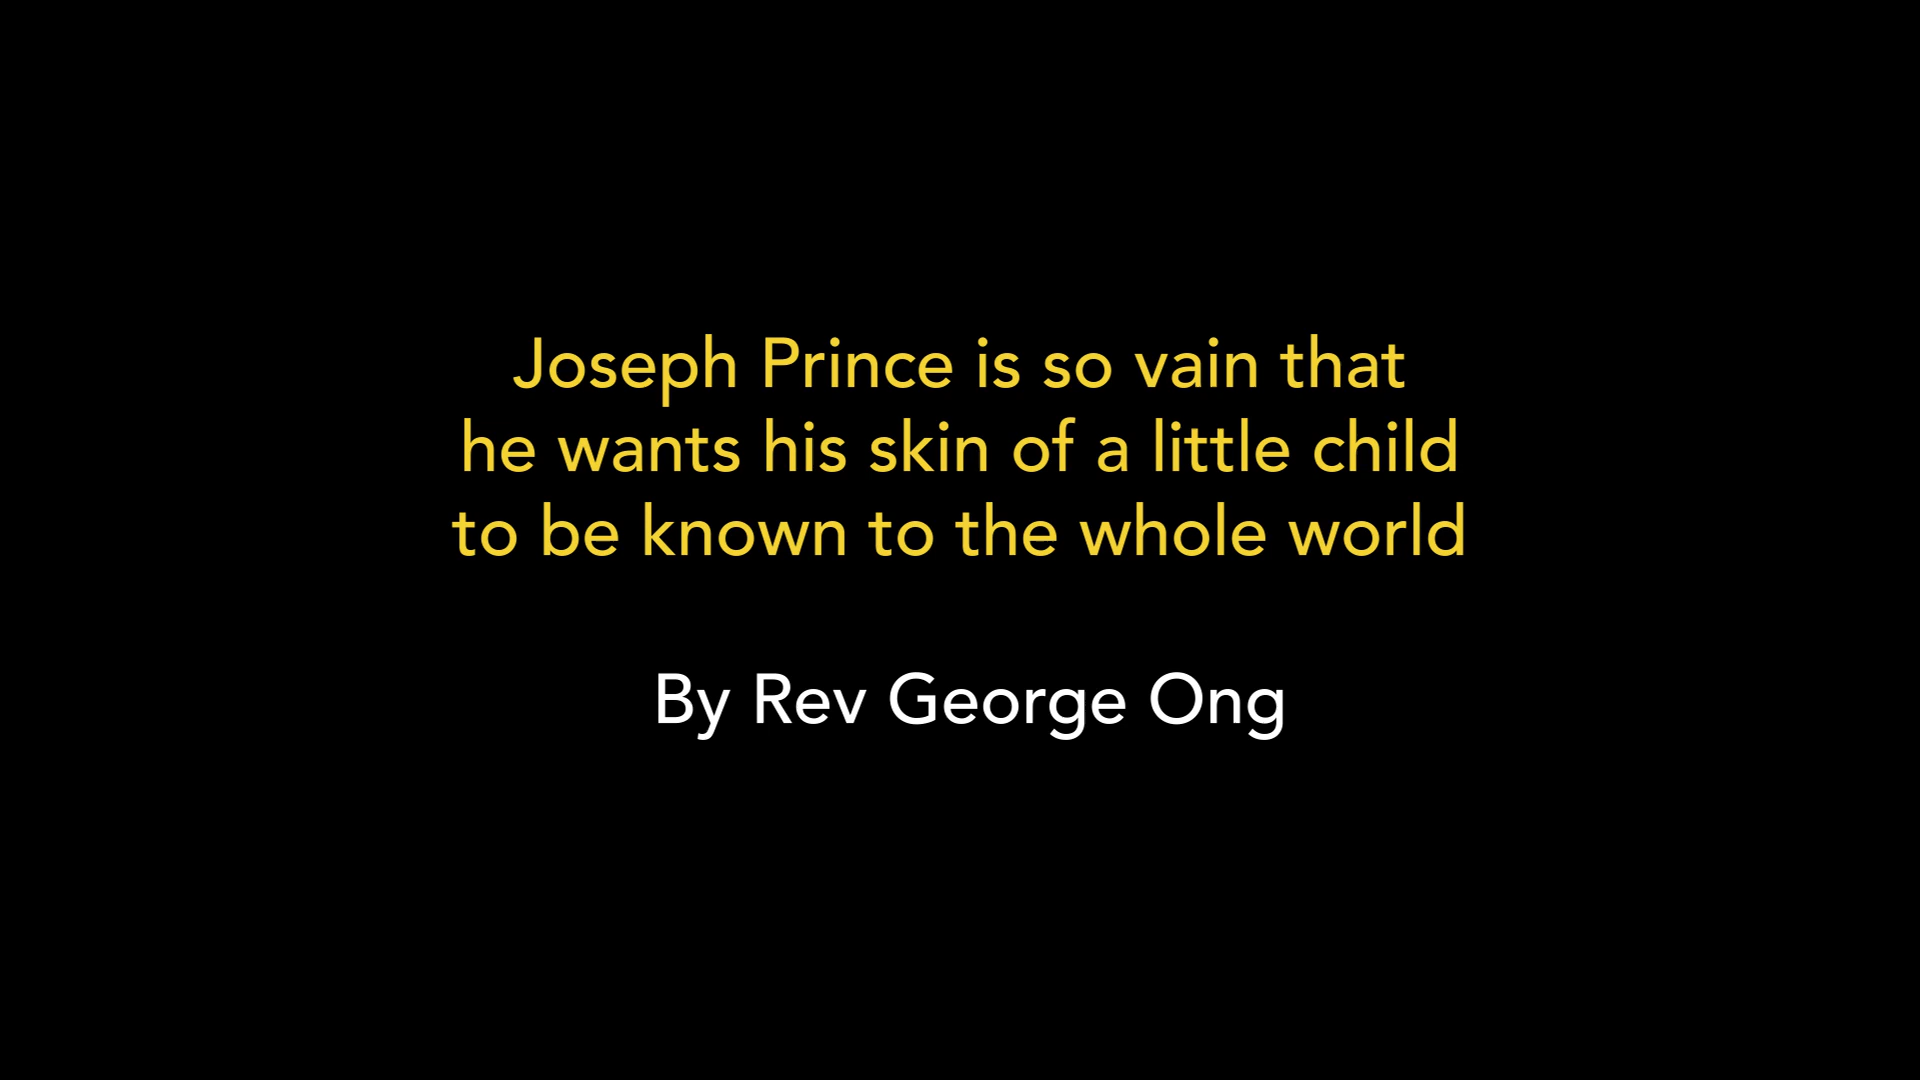 Joseph Prince is so vain that
he wants his skin of a little child
to be known to the whole world
By Rev George Ong